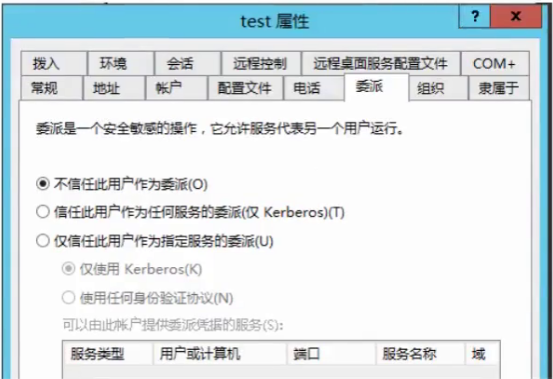 test 属性
? x
拨入 环境 会话 远程控制 远程桌面服务配置文件 COM+
常规 地址 帐户 配置文件 电话 委派 组织 隶属于
委派是一个安全敏感的操作，它允许服务代表另一个用户运行。
不信任此用户作为委派(O)
信任此用户作为任何服务的委派(仅 Kerberos)(T)
仅信任此用户作为指定服务的委派(U)
仅使用 Kerberos(K)
使用任何身份验证协议(N)
可以由此帐户提供委派凭据的服务(S):
服务类型 用户或计算机 端口 服务名称 域